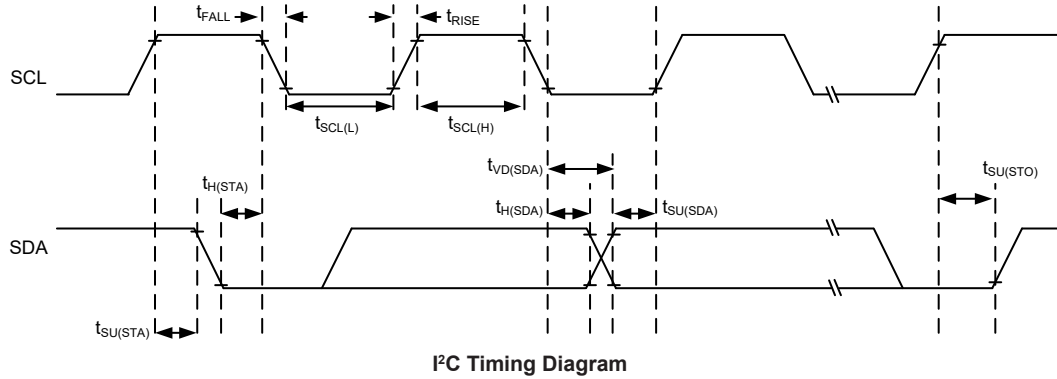 tFALL
tRISE
SCL
tSCL(L)
tSCL(H)
tVD(SDA)
tSU(STO)
tH(STA)
tH(SDA)
tSU(SDA)
SDA
tSU(STA)
I²C Timing Diagram